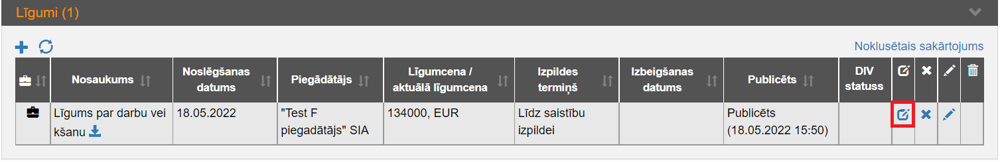 Līgumi (1)
Noklusētais sakārtojums
Nosaukums
Noslēgšanas
datums
Piegādātājs
Līgumcena /
aktuālā līgumcena
Izpildes
termiņš
Izbeigšanas
datums
Publicēts
DIV
statuss
Līgums par darbu vei
kšanu
18.05.2022
"Test F
piegadātājs" SIA
134000, EUR
Līdz saistību
izpildei
Publicēts
(18.05.2022 15:50)